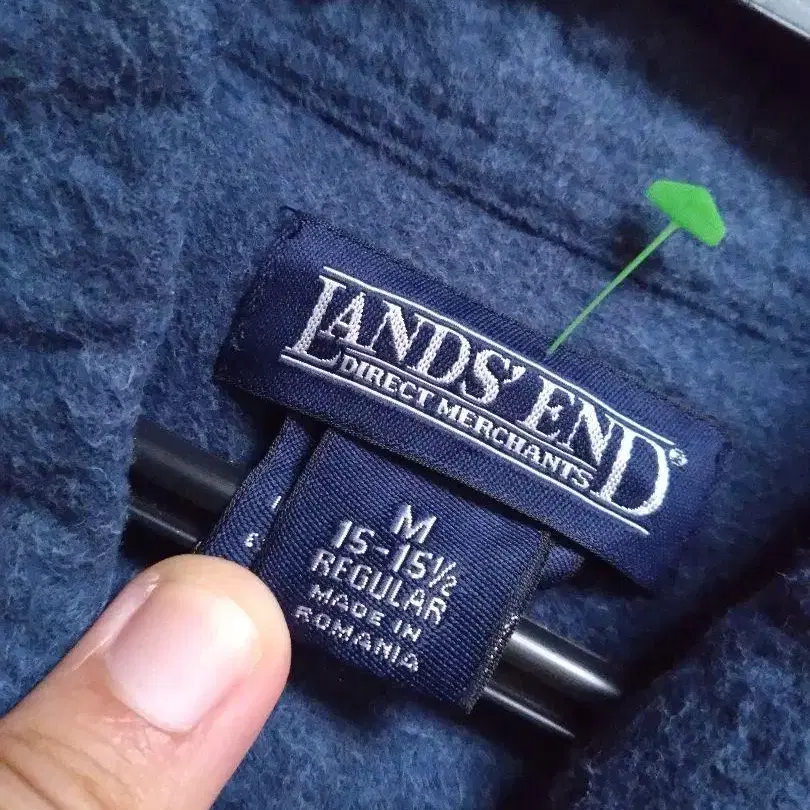 LANDS' END®
DIRECT MERCHANTS
M
15-15½
REGULAR
MADE IN
ROMANIA